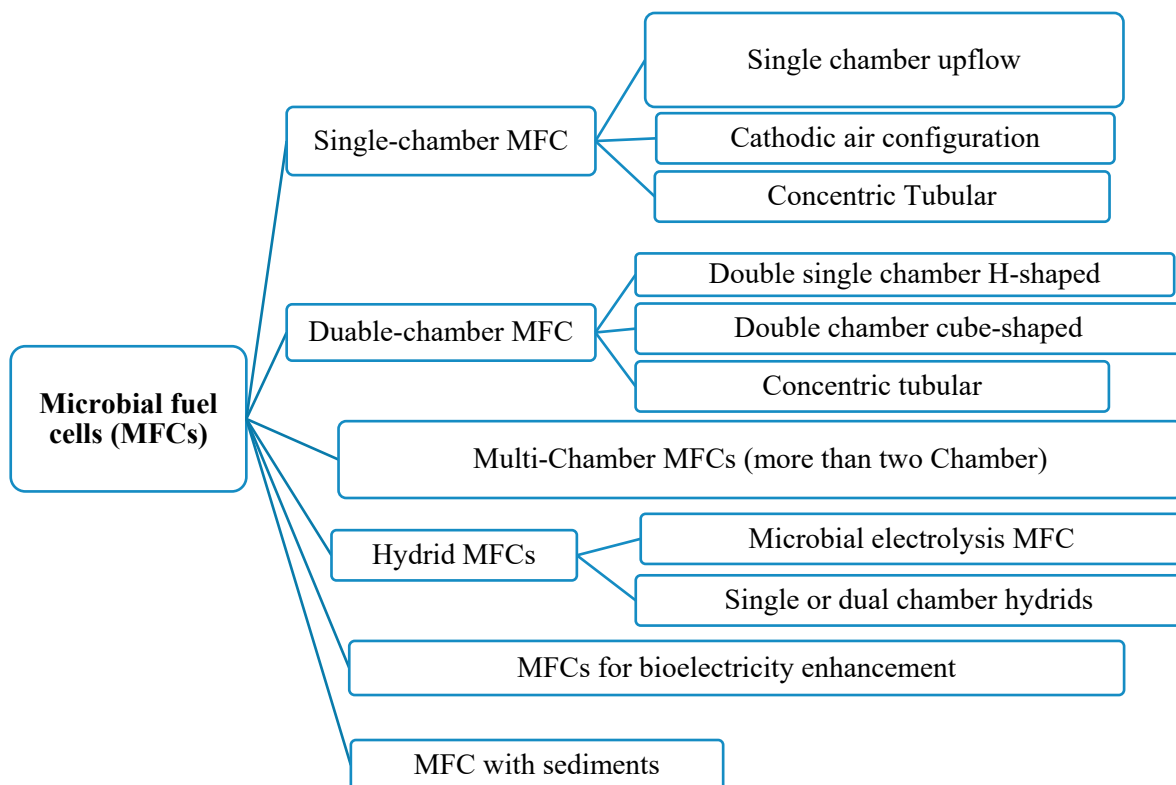 Single chamber upflow
Single-chamber MFC
Cathodic air configuration
Concentric Tubular
Double single chamber H-shaped
Duable-chamber MFC
Double chamber cube-shaped
Concentric tubular
Microbial fuel
cells (MFCs)
Multi-Chamber MFCs (more than two Chamber)
Hydrid MFCs
Microbial electrolysis MFC
Single or dual chamber hydrids
MFCs for bioelectricity enhancement
MFC with sediments